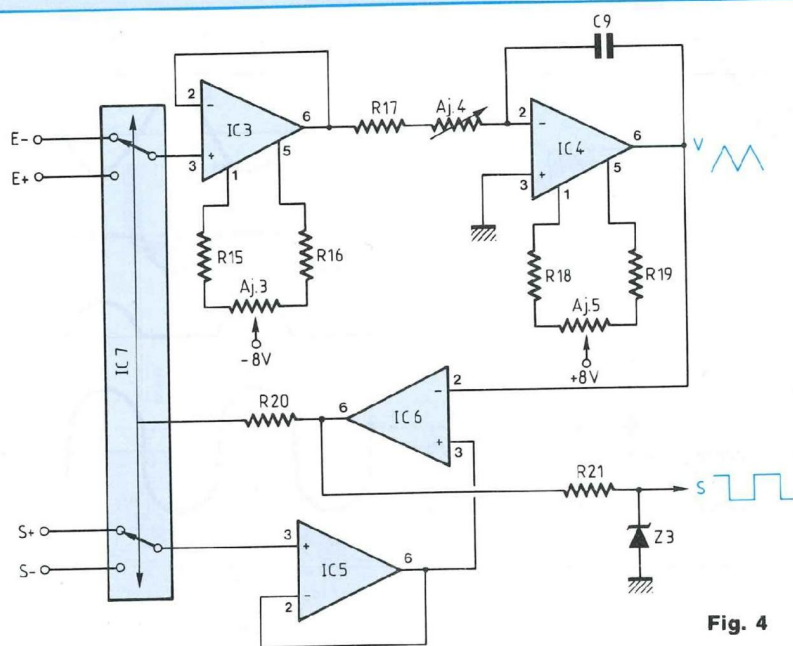 C9
2
-
IC3
+
3
6
1
5
R17
Aj.4
2
-
IC4
+
3
6
1
5
V
E-
E+
R15
R16
Aj.3
-8V
R18
R19
Aj.5
+8V
IC7
R20
6
IC6
-
2
+
3
R21
S
Z3
S+
S-
3
+
IC5
-
2
6
Fig. 4